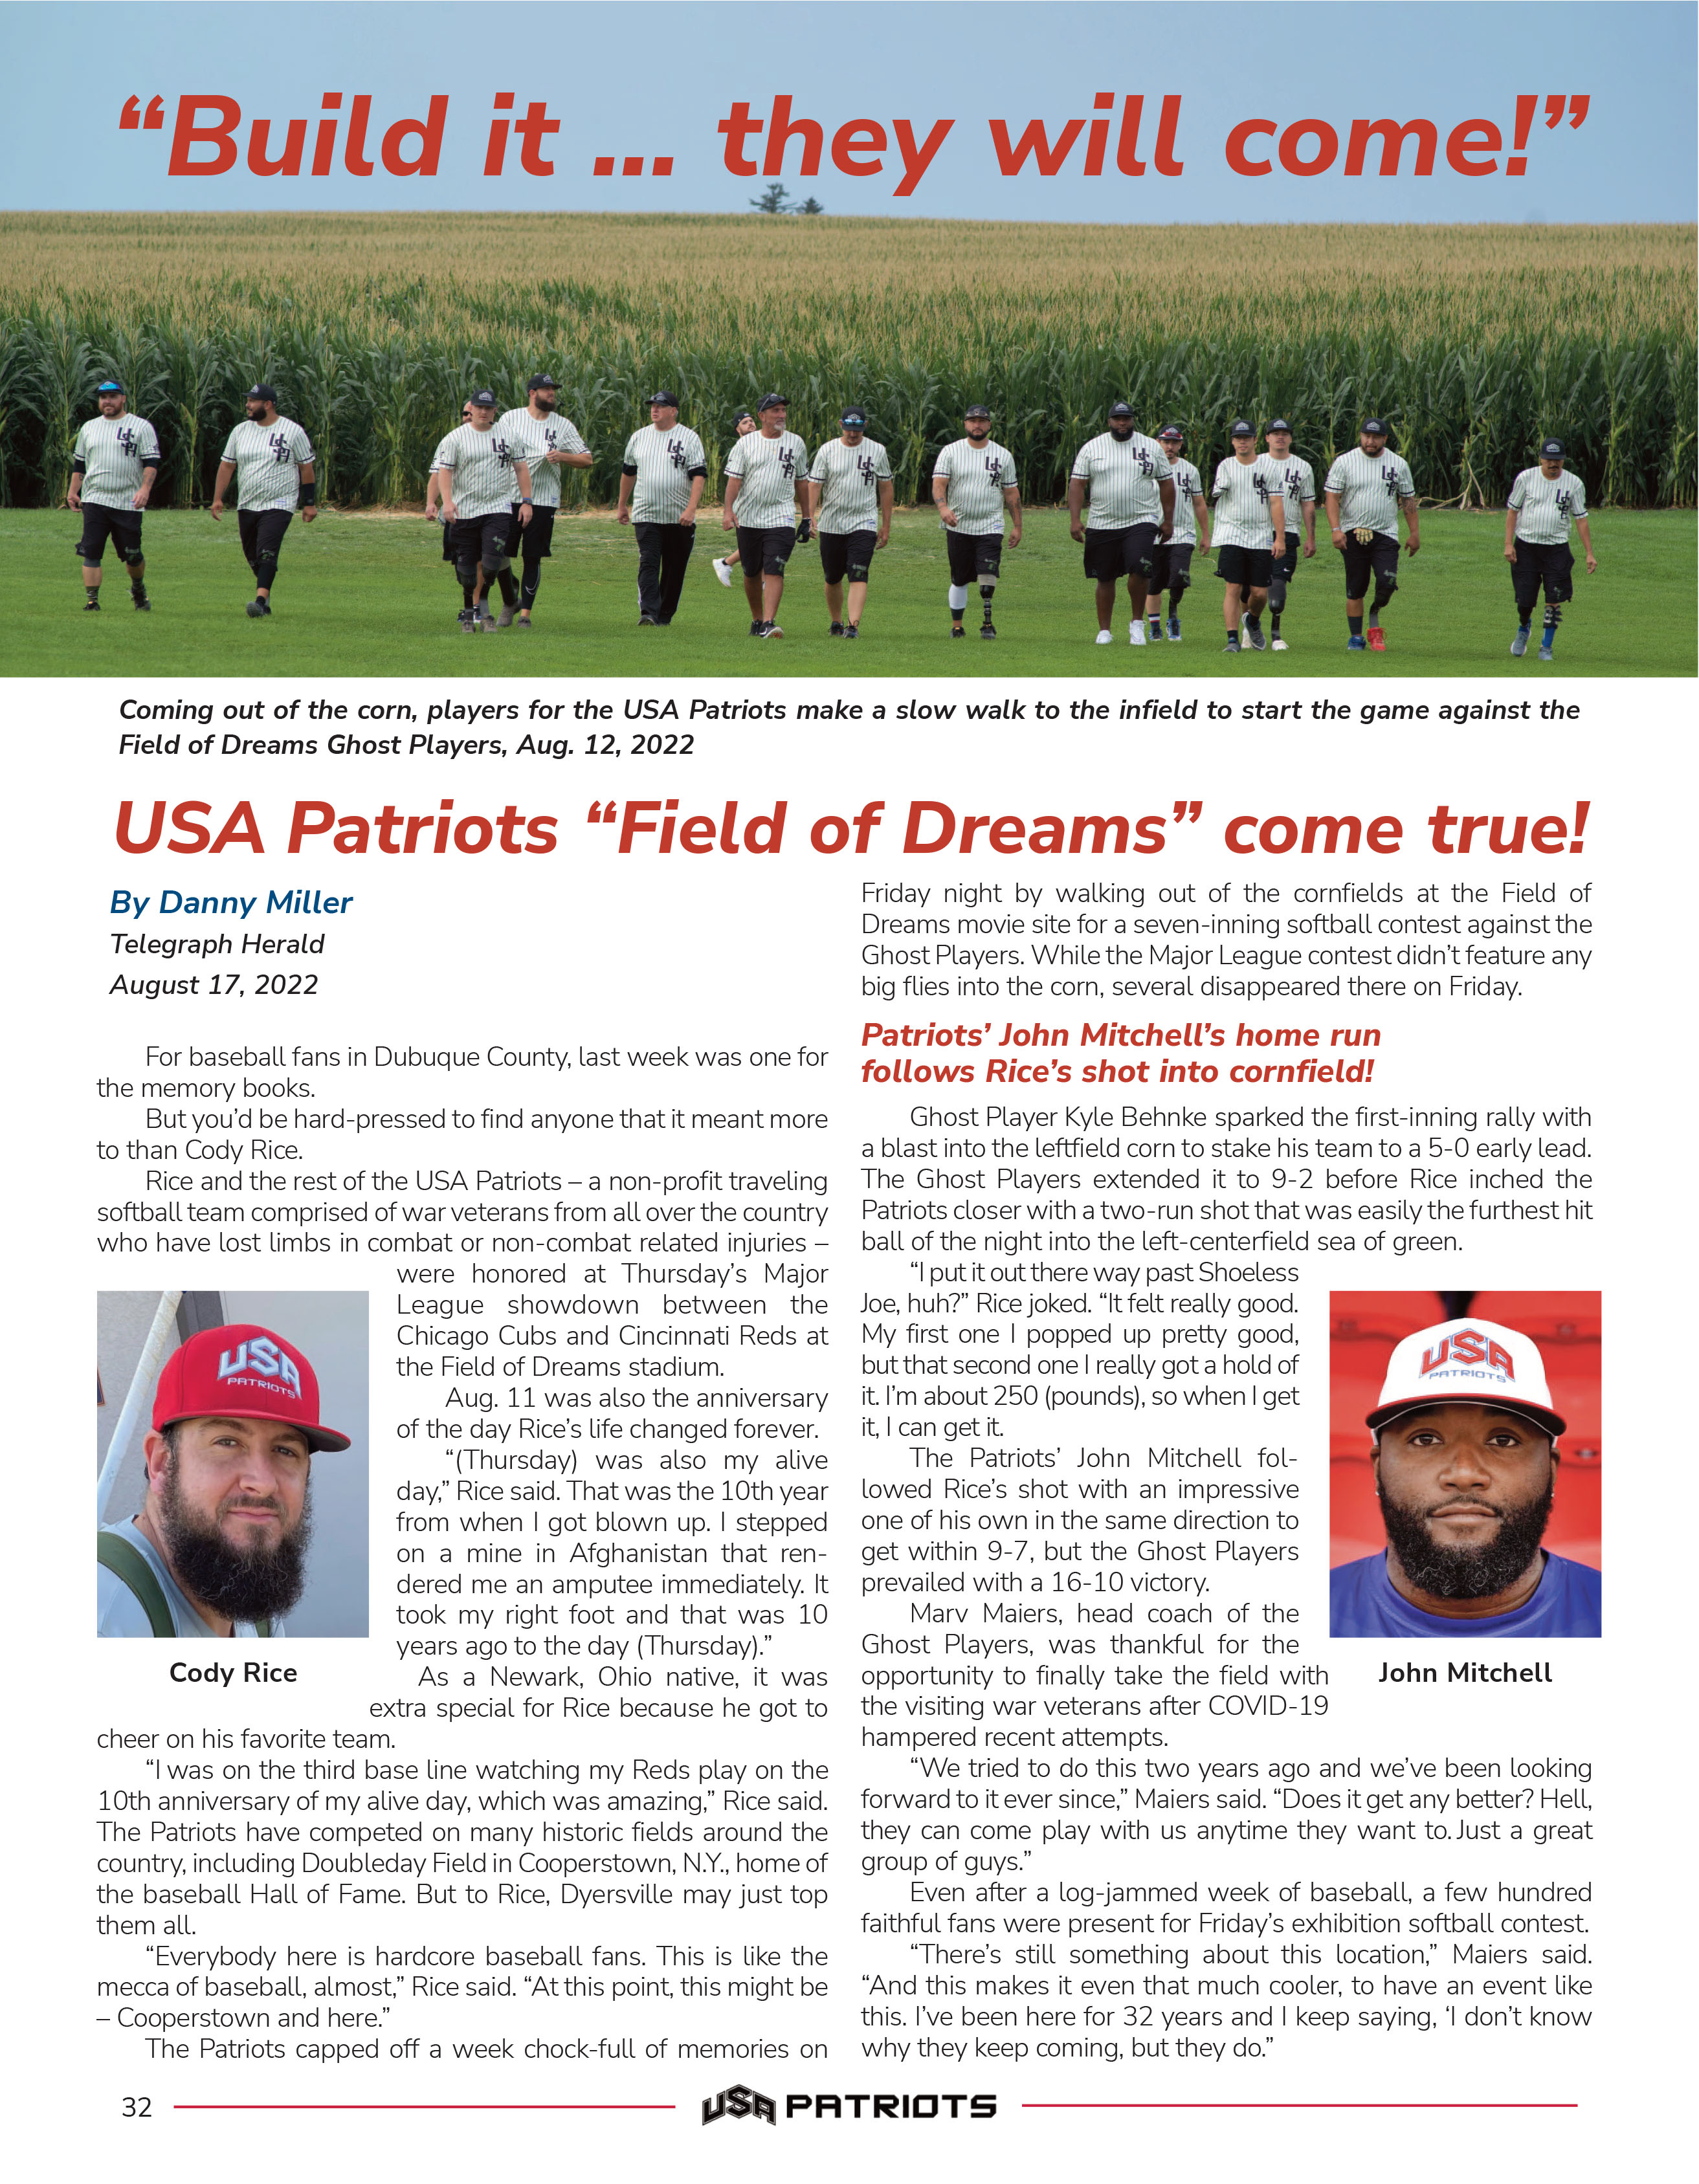 “Build it ... they will come!”
Coming out of the corn, players for the USA Patriots make a slow walk to the infield to start the game against the
Field of Dreams Ghost Players, Aug. 12, 2022
USA Patriots “Field of Dreams” come true!
By Danny Miller
Telegraph Herald
August 17, 2022
For baseball fans in Dubuque County, last week was one for
the memory books.
But you’d be hard-pressed to find anyone that it meant more
to than Cody Rice.
Rice and the rest of the USA Patriots – a non-profit traveling
softball team comprised of war veterans from all over the country
who have lost limbs in combat or non-combat related injuries –
were honored at Thursday’s Major
League showdown between the
Chicago Cubs and Cincinnati Reds at
the Field of Dreams stadium.
Aug. 11 was also the anniversary
of the day Rice’s life changed forever.
“(Thursday) was also my alive
day,” Rice said. That was the 10th year
from when I got blown up. I stepped
on a mine in Afghanistan that ren-
dered me an amputee immediately. It
took my right foot and that was 10
years ago to the day (Thursday).”
USA
PATRIOTS
Cody Rice
As a Newark, Ohio native, it was
extra special for Rice because he got to
cheer on his favorite team.
“I was on the third base line watching my Reds play on the
10th anniversary of my alive day, which was amazing,” Rice said.
The Patriots have competed on many historic fields around the
country, including Doubleday Field in Cooperstown, N.Y., home of
the baseball Hall of Fame. But to Rice, Dyersville may just top
them all.
“Everybody here is hardcore baseball fans. This is like the
mecca of baseball, almost,” Rice said. “At this point, this might be
– Cooperstown and here.”
The Patriots capped off a week chock-full of memories on
Friday night by walking out of the cornfields at the Field of
Dreams movie site for a seven-inning softball contest against the
Ghost Players. While the Major League contest didn’t feature any
big flies into the corn, several disappeared there on Friday.
Patriots’ John Mitchell’s home run
follows Rice’s shot into cornfield!
Ghost Player Kyle Behnke sparked the first-inning rally with
a blast into the leftfield corn to stake his team to a 5-0 early lead.
The Ghost Players extended it to 9-2 before Rice inched the
Patriots closer with a two-run shot that was easily the furthest hit
ball of the night into the left-centerfield sea of green.
“I put it out there way past Shoeless
Joe, huh?” Rice joked. “It felt really good.
My first one I popped up pretty good,
but that second one I really got a hold of
it. I’m about 250 (pounds), so when I get
it, I can get it.
The Patriots’ John Mitchell fol-
lowed Rice’s shot with an impressive
one of his own in the same direction to
get within 9-7, but the Ghost Players
prevailed with a 16-10 victory.
Marv Maiers, head coach of the
Ghost Players, was thankful for the
opportunity to finally take the field with
the visiting war veterans after COVID-19
hampered recent attempts.
USA
PATRIOTS
John Mitchell
“We tried to do this two years ago and we’ve been looking
forward to it ever since,” Maiers said. “Does it get any better? Hell,
they can come play with us anytime they want to. Just a great
group of guys.”
Even after a log-jammed week of baseball, a few hundred
faithful fans were present for Friday’s exhibition softball contest.
“There’s still something about this location,” Maiers said.
“And this makes it even that much cooler, to have an event like
this. I’ve been here for 32 years and I keep saying, ‘I don’t know
why they keep coming, but they do.”
32
USA PATRIOTS